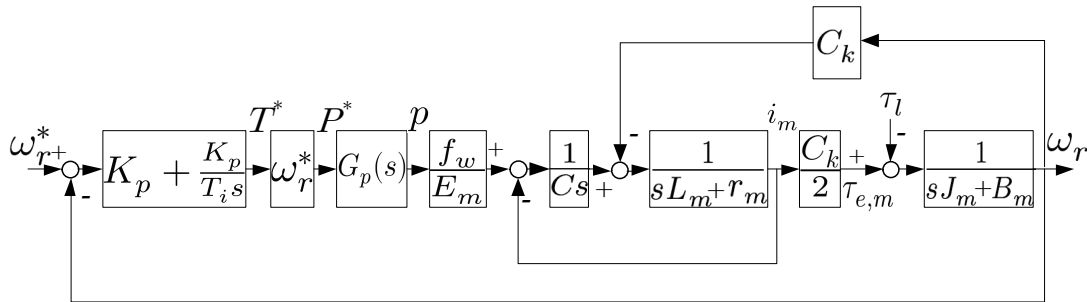 C_k
ω_r^* + -
K_p + K_p / T_i s
T^*
ω_r^*
P^*
G_p(s)
p
f_w / E_m
+ -
1 / Cs
+ -
1 / sL_m + r_m
i_m
C_k / 2
+
τ_{e,m}
τ_l
-
1 / sJ_m + B_m
ω_r